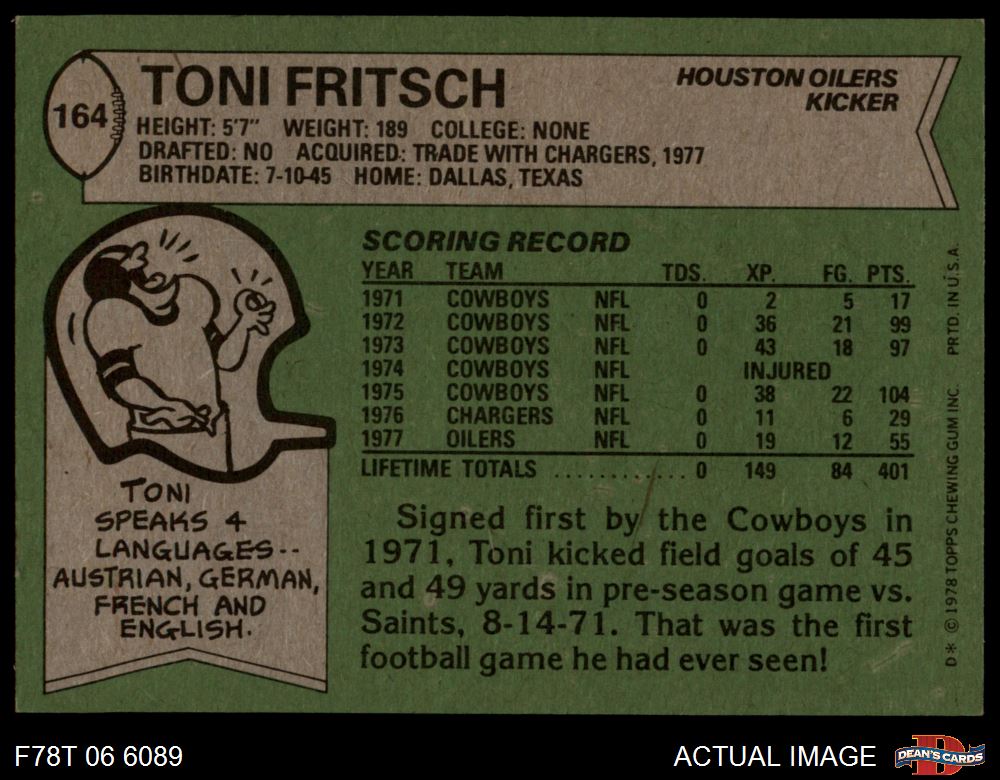 164
TONI FRITSCH
HOUSTON OILERS
KICKER
HEIGHT: 5'7" WEIGHT: 189 COLLEGE: NONE
DRAFTED: NO ACQUIRED: TRADE WITH CHARGERS, 1977
BIRTHDATE: 7-10-45 HOME: DALLAS, TEXAS
SCORING RECORD
YEAR TEAM TDS. XP. FG. PTS.
1971 COWBOYS NFL 0 2 5 17
1972 COWBOYS NFL 0 36 21 99
1973 COWBOYS NFL 0 43 18 97
1974 COWBOYS NFL INJURED
1975 COWBOYS NFL 0 38 22 104
1976 CHARGERS NFL 0 11 6 29
1977 OILERS NFL 0 19 12 55
LIFETIME TOTALS ............ 0 149 84 401
TONI
SPEAKS 4
LANGUAGES--
AUSTRIAN, GERMAN,
FRENCH AND
ENGLISH.
Signed first by the Cowboys in
1971, Toni kicked field goals of 45
and 49 yards in pre-season game vs.
Saints, 8-14-71. That was the first
football game he had ever seen!
D* © 1978 TOPPS CHEWING GUM INC. PRTD. IN U.S.A.
F78T 06 6089
ACTUAL IMAGE
DEAN'S CARDS